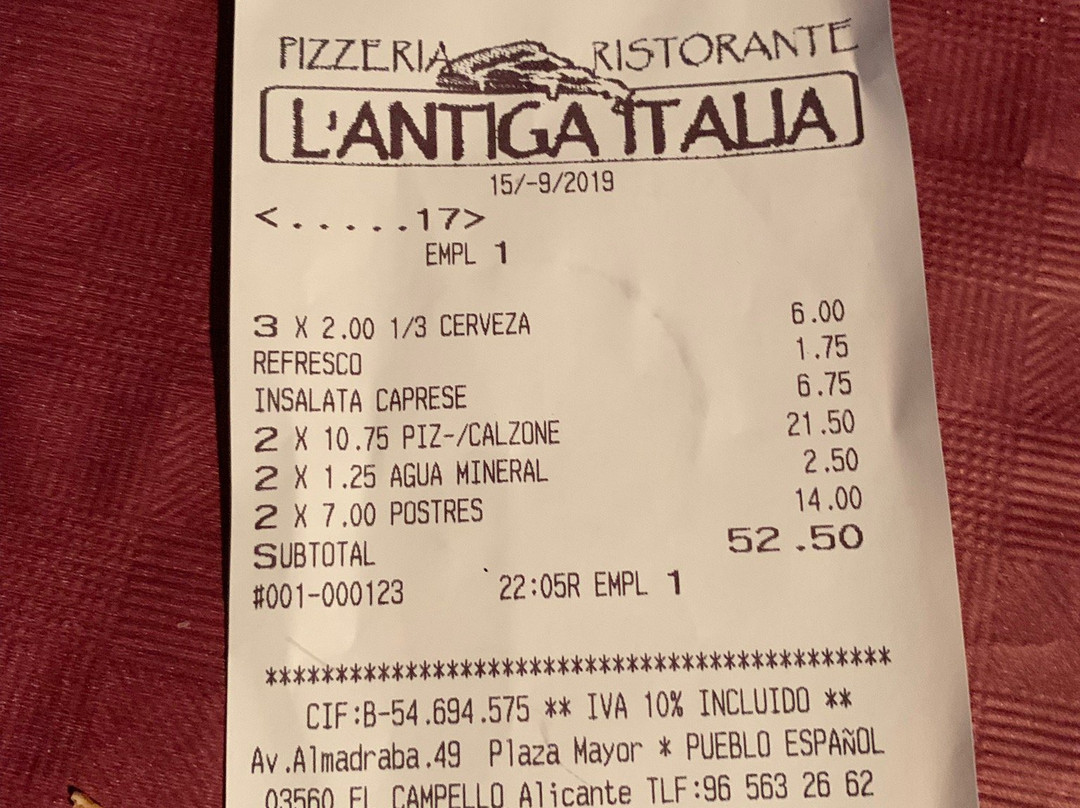 PIZZERIA RISTORANTE
L'ANTIGA ITALIA
15/-9/2019
<......17>
EMPL 1
3 X 2.00 1/3 CERVEZA 6.00
REFRESCO 1.75
INSALATA CAPRESE 6.75
2 X 10.75 PIZ-/CALZONE 21.50
2 X 1.25 AGUA MINERAL 2.50
2 X 7.00 POSTRES 14.00
SUBTOTAL 52.50
#001-000123 22:05R EMPL 1
*********************************************
CIF:B-54.694.575 ** IVA 10% INCLUIDO **
Av.Almadraba.49 Plaza Mayor * PUEBLO ESPAÑOL
03560 EL CAMPELLO Alicante TLF:96 563 26 62